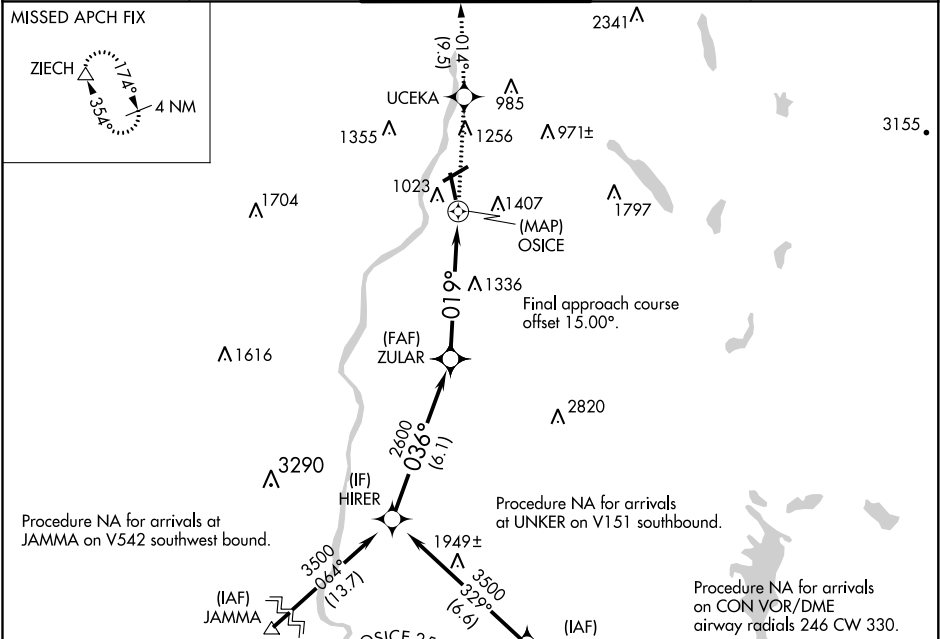 MISSED APCH FIX
ZIECH
174°
354°
4 NM
014°
(9.5)
2341
UCEKA
985
1355
1256
971±
3155
1023
1704
1407
1797
(MAP)
OSICE
019°
1336
Final approach course
offset 15.00°.
(FAF)
ZULAR
1616
2820
2600
036°
(6.1)
3290
(IF)
HIRER
Procedure NA for arrivals
at UNKER on V151 southbound.
Procedure NA for arrivals at
JAMMA on V542 southwest bound.
1949±
3500
064°
(13.7)
3500
329°
(6.6)
Procedure NA for arrivals
on CON VOR/DME
airway radials 246 CW 330.
(IAF)
JAMMA
(IAF)